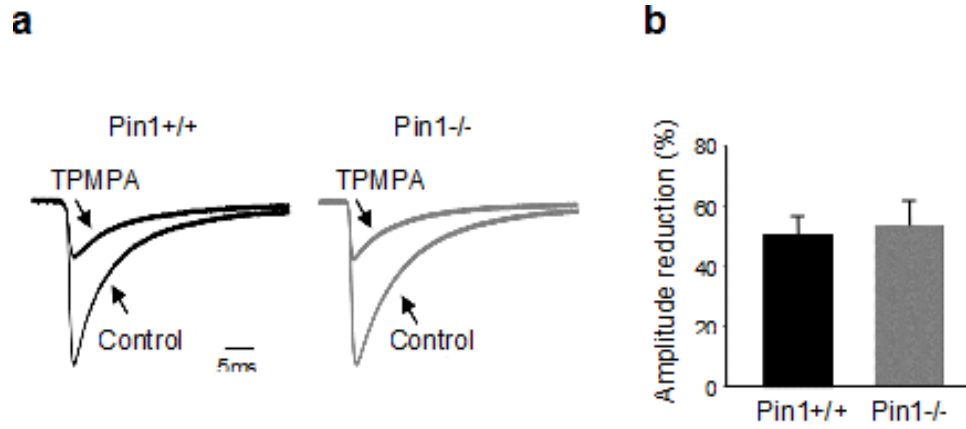 a
b
Pin1+/+
Pin1-/-
TPMPA
TPMPA
Control
Control
5ms
Amplitude reduction (%)
80
60
40
20
0
Pin1+/+
Pin1-/-